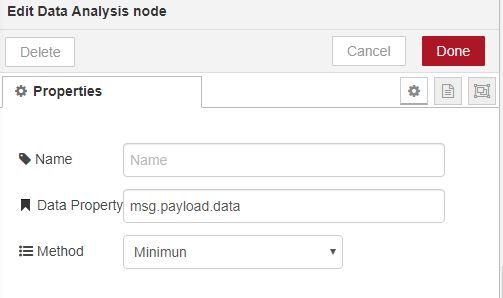 Edit Data Analysis node
Delete
Cancel
Done
Properties
Name
Name
Data Property
msg.payload.data
Method
Minimun